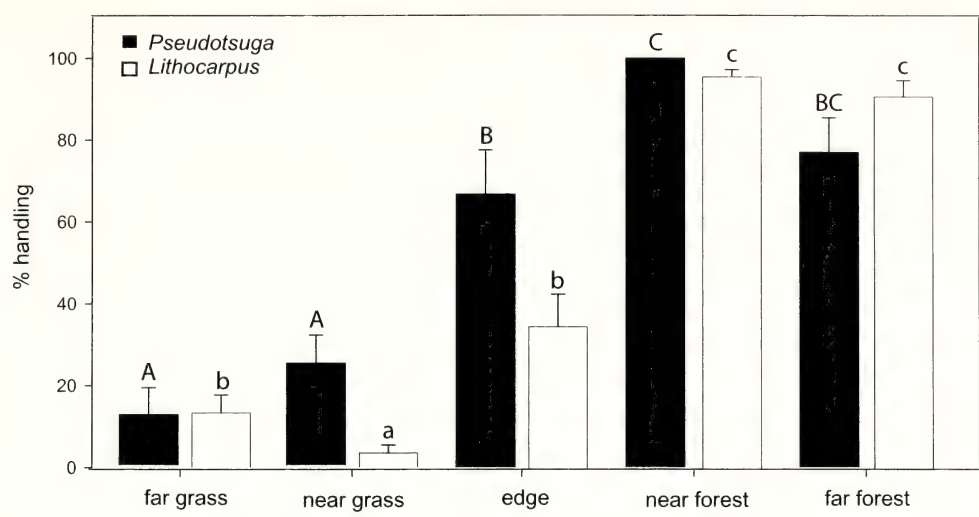 Pseudotsuga
Lithocarpus
% handling
100
80
60
40
20
0
A
b
A
a
B
b
C
c
BC
c
far grass
near grass
edge
near forest
far forest